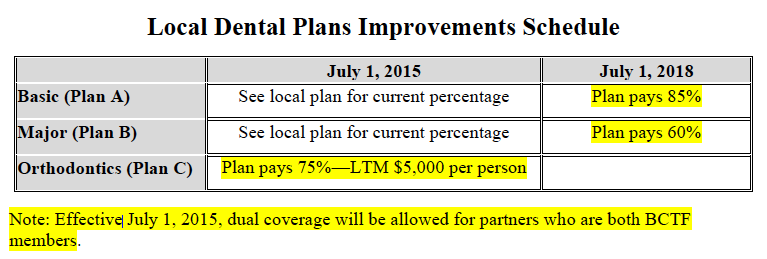 Local Dental Plans Improvements Schedule
July 1, 2015 July 1, 2018
Basic (Plan A) See local plan for current percentage Plan pays 85%
Major (Plan B) See local plan for current percentage Plan pays 60%
Orthodontics (Plan C) Plan pays 75%—LTM $5,000 per person
Note: Effective July 1, 2015, dual coverage will be allowed for partners who are both BCTF
members.